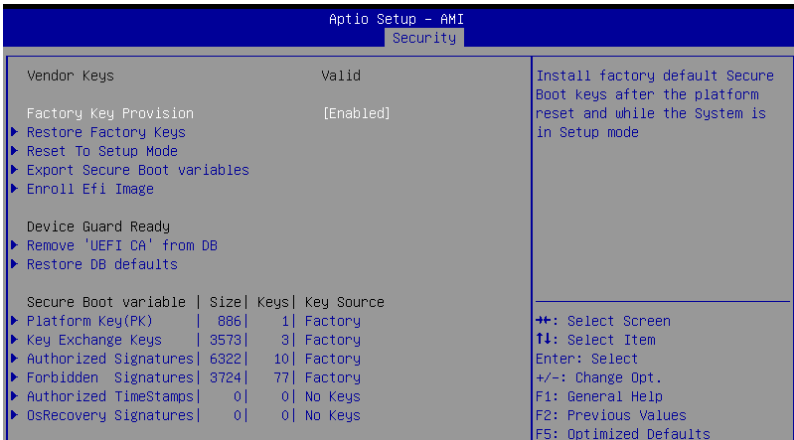 Aptio Setup – AMI
Security
Vendor Keys Valid
Factory Key Provision [Enabled]
Restore Factory Keys
Reset To Setup Mode
Export Secure Boot variables
Enroll Efi Image
Device Guard Ready
Remove 'UEFI CA' from DB
Restore DB defaults
Secure Boot variable | Size| Keys| Key Source
Platform Key(PK) | 886| 1| Factory
Key Exchange Keys | 3573| 3| Factory
Authorized Signatures| 6322| 10| Factory
Forbidden Signatures| 3724| 77| Factory
Authorized TimeStamps| 0| 0| No Keys
OsRecovery Signatures| 0| 0| No Keys
Install factory default Secure
Boot keys after the platform
reset and while the System is
in Setup mode
→←: Select Screen
↑↓: Select Item
Enter: Select
+/-: Change Opt.
F1: General Help
F2: Previous Values
F5: Optimized Defaults